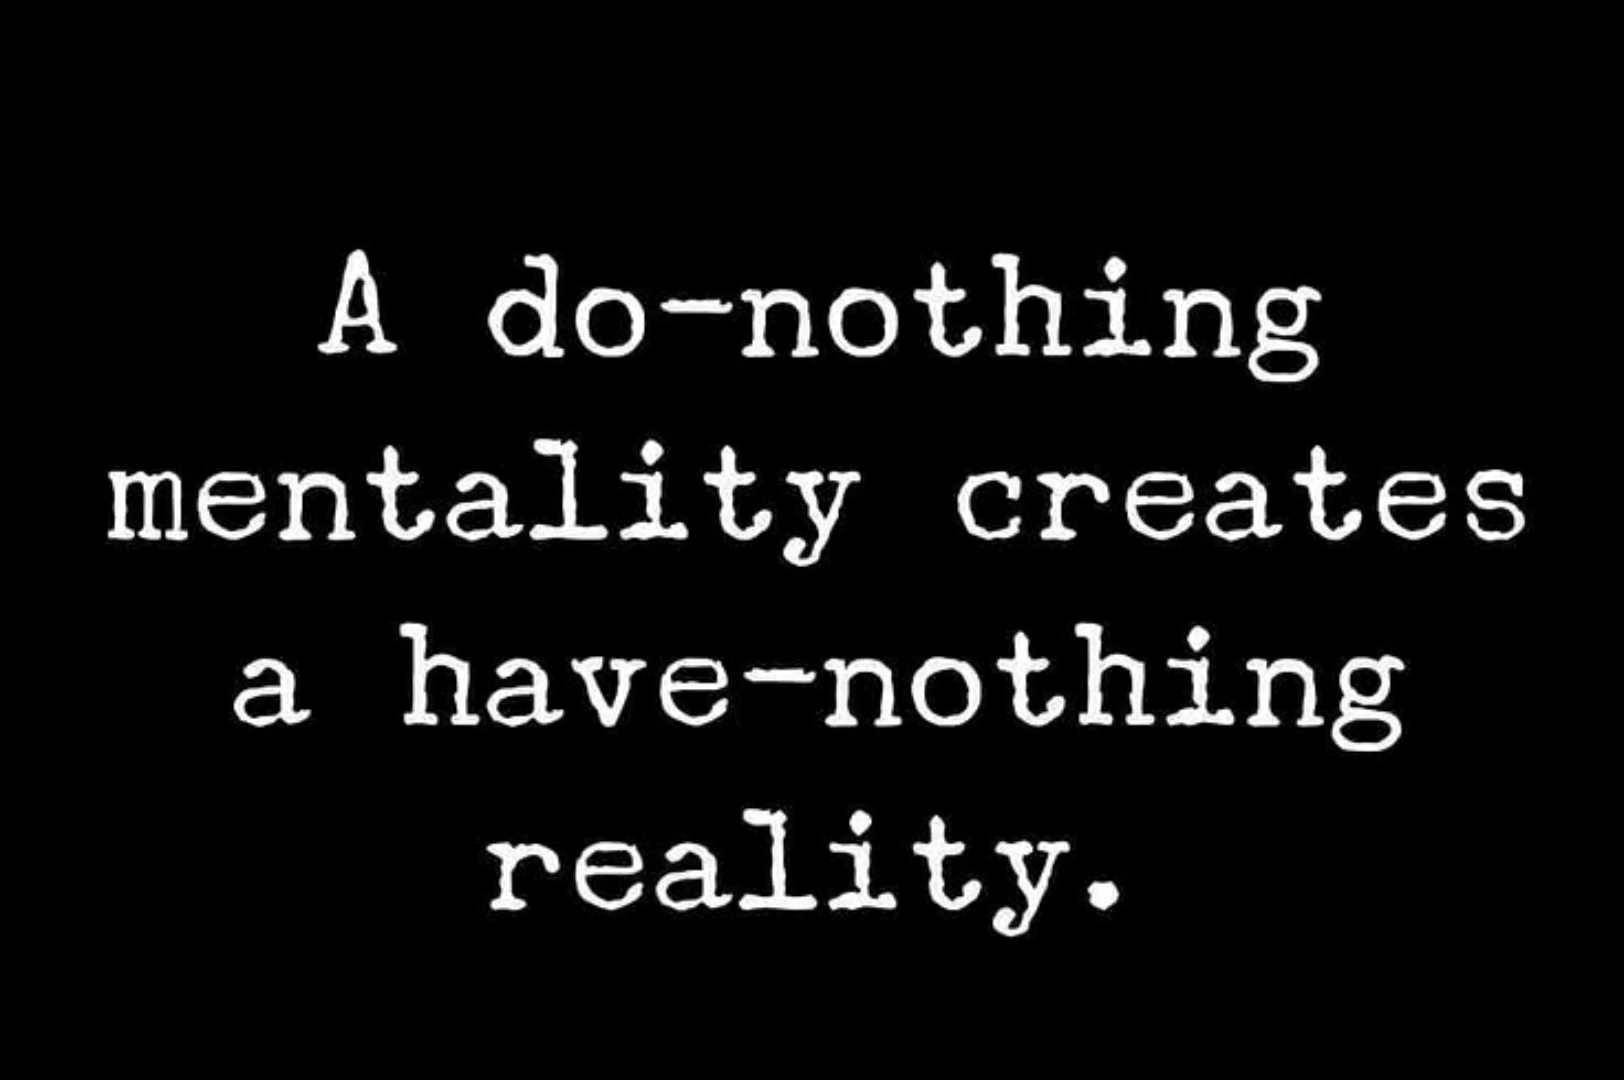 A do-nothing
mentality creates
a have-nothing
reality.